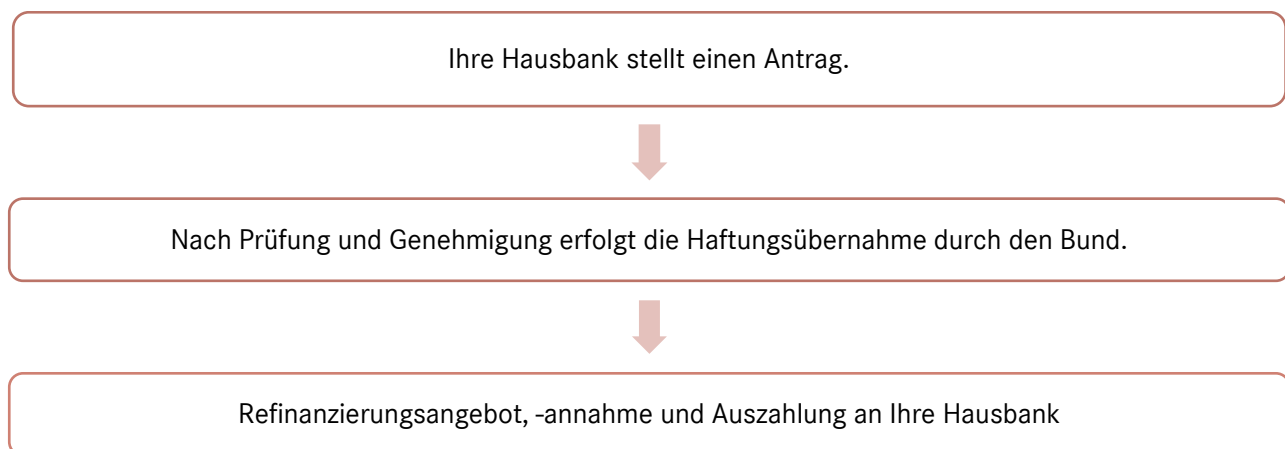 Ihre Hausbank stellt einen Antrag.
Nach Prüfung und Genehmigung erfolgt die Haftungsübernahme durch den Bund.
Refinanzierungsangebot, -annahme und Auszahlung an Ihre Hausbank